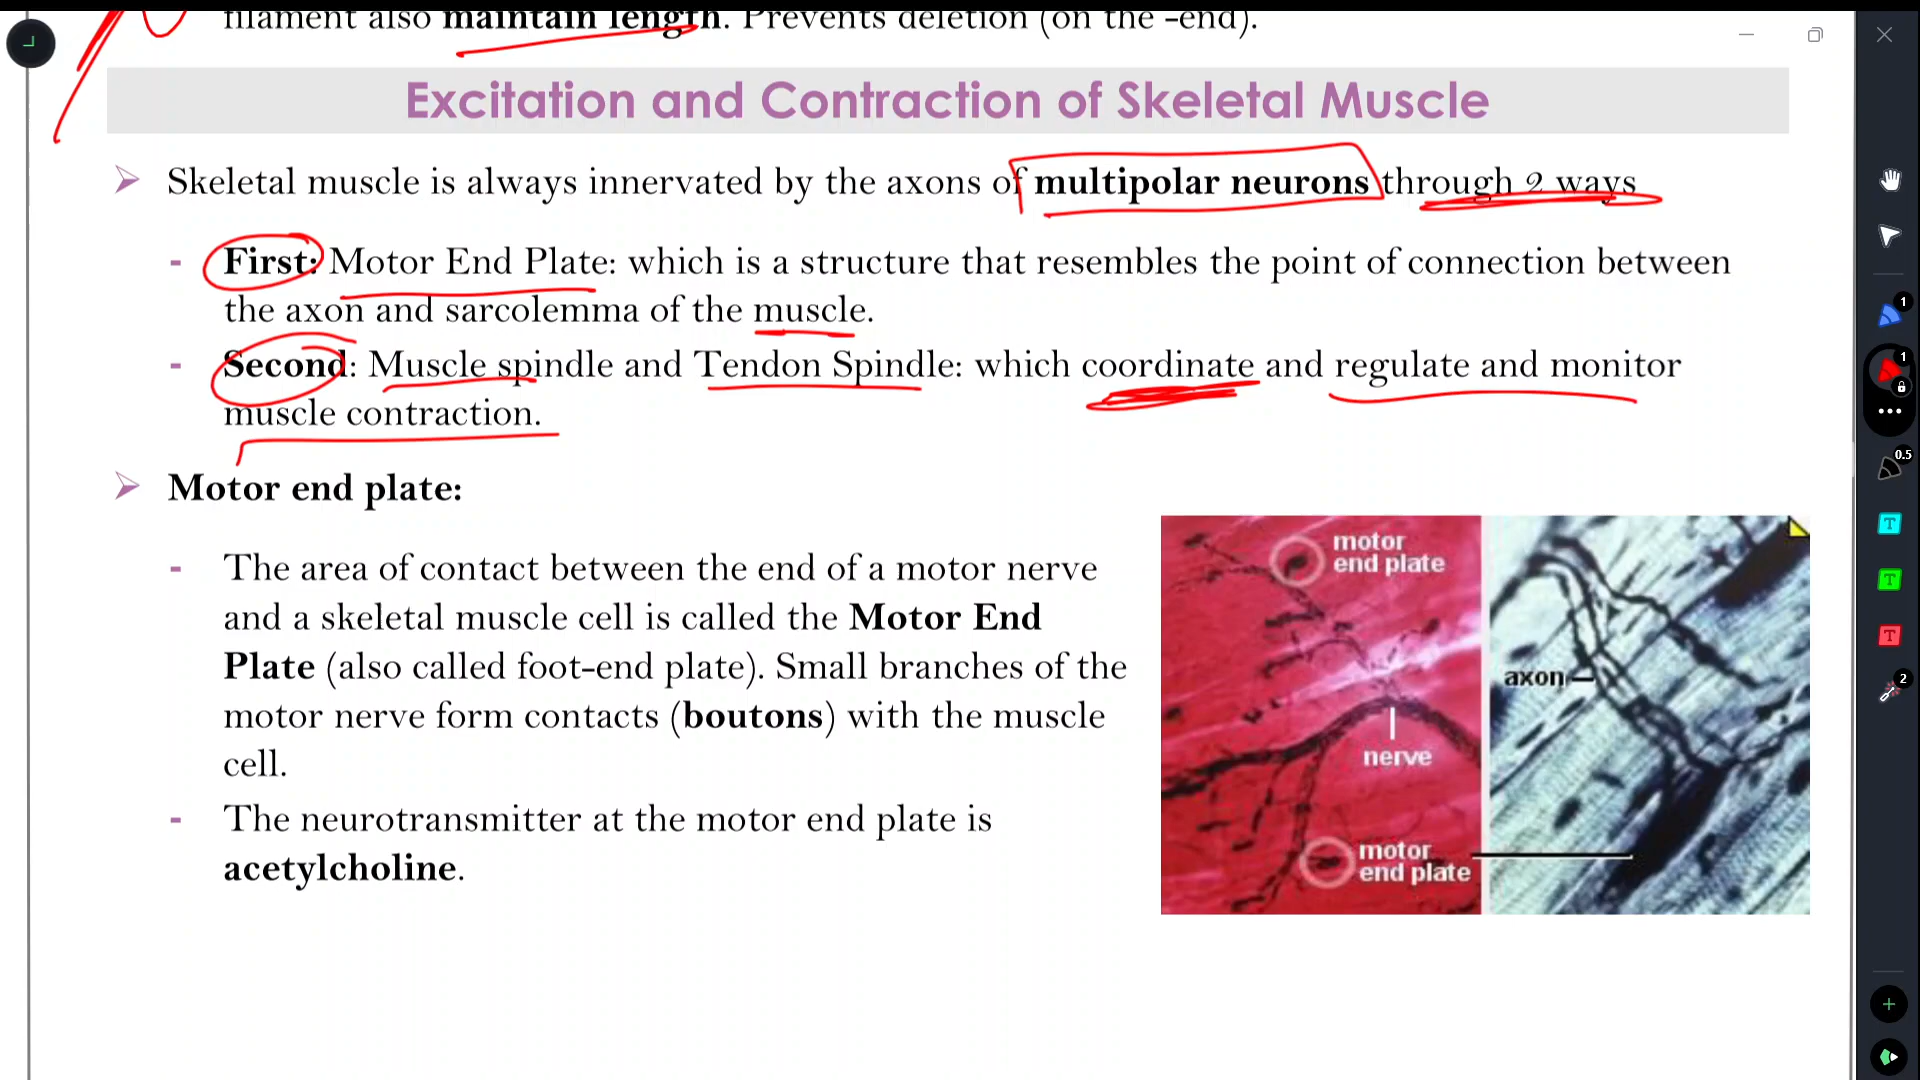 filament also maintain length. Prevents deletion (on the -end).
Excitation and Contraction of Skeletal Muscle
➢ Skeletal muscle is always innervated by the axons of multipolar neurons through 2 ways
- First: Motor End Plate: which is a structure that resembles the point of connection between
the axon and sarcolemma of the muscle.
- Second: Muscle spindle and Tendon Spindle: which coordinate and regulate and monitor
muscle contraction.
➢ Motor end plate:
- The area of contact between the end of a motor nerve
and a skeletal muscle cell is called the Motor End
Plate (also called foot-end plate). Small branches of the
motor nerve form contacts (boutons) with the muscle
cell.
- The neurotransmitter at the motor end plate is
acetylcholine.
motor
end plate
nerve
motor
end plate
axon
1
1
0.5
T
T
T
2